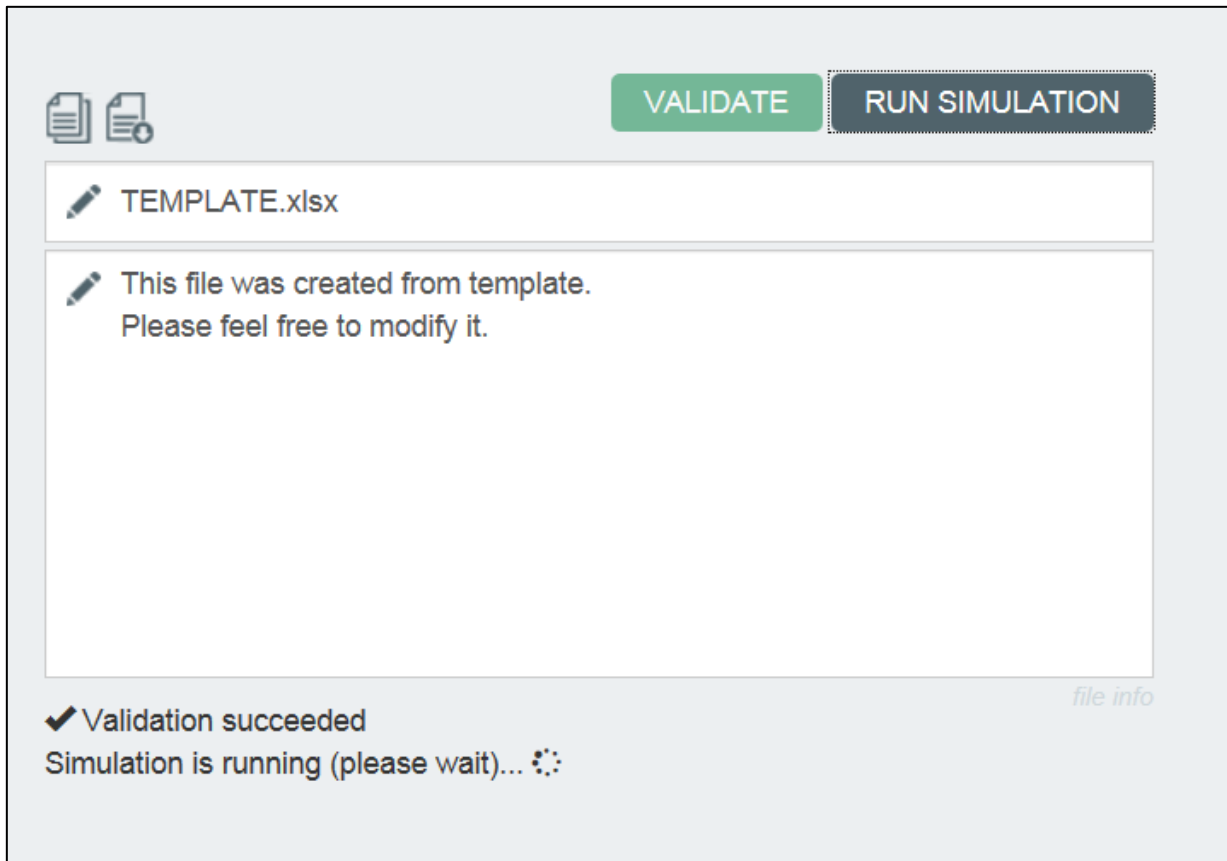 VALIDATE
RUN SIMULATION
TEMPLATE.xlsx
This file was created from template.
Please feel free to modify it.
file info
Validation succeeded
Simulation is running (please wait)...